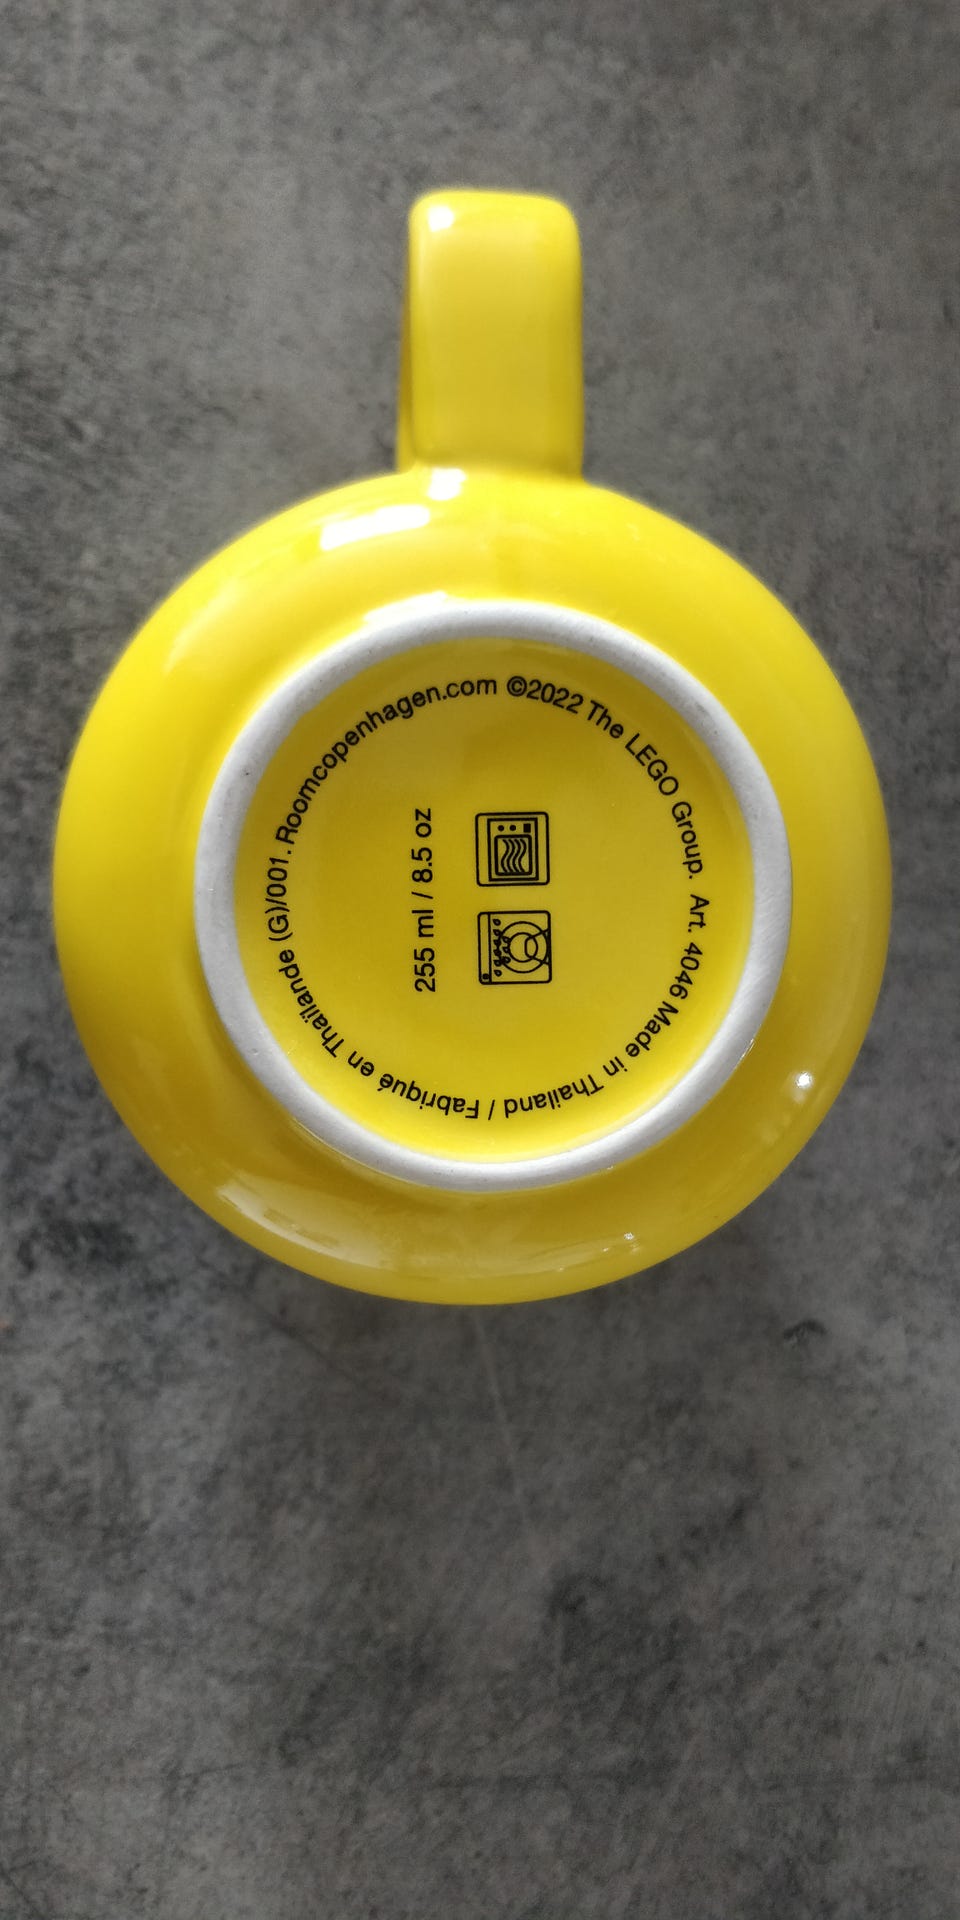 ©2022 The LEGO Group. Art. 4046 Made in Thailand / Fabriqué en Thaïlande (G)/001. Roomcopenhagen.com
255 ml / 8.5 oz